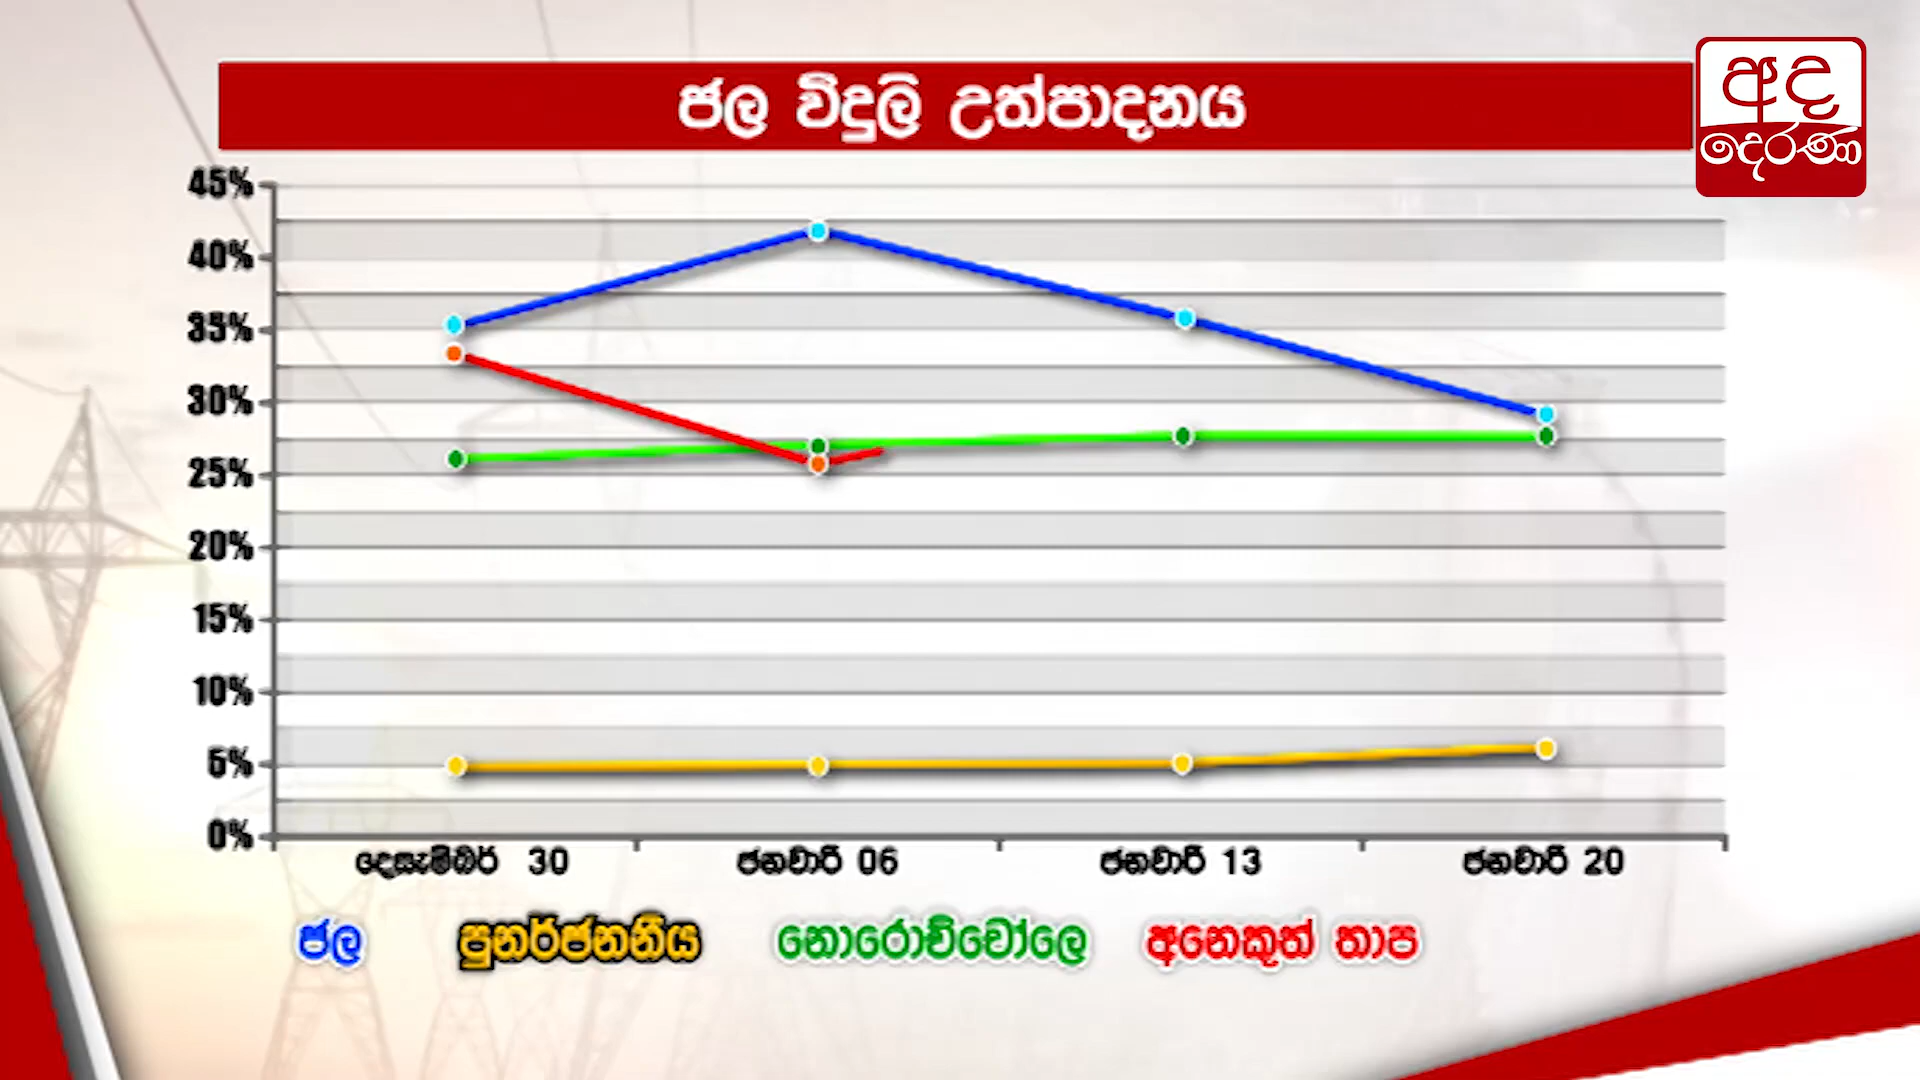 ජල විදුලි උත්පාදනය
අද
දෙරණ
45%
40%
35%
30%
25%
20%
15%
10%
5%
0%
දෙසැම්බර් 30 ජනවාරි 06 ජනවාරි 13 ජනවාරි 20
ජල පුනර්ජනනීය නොරොච්චෝලෙ අනෙකුත් තාප